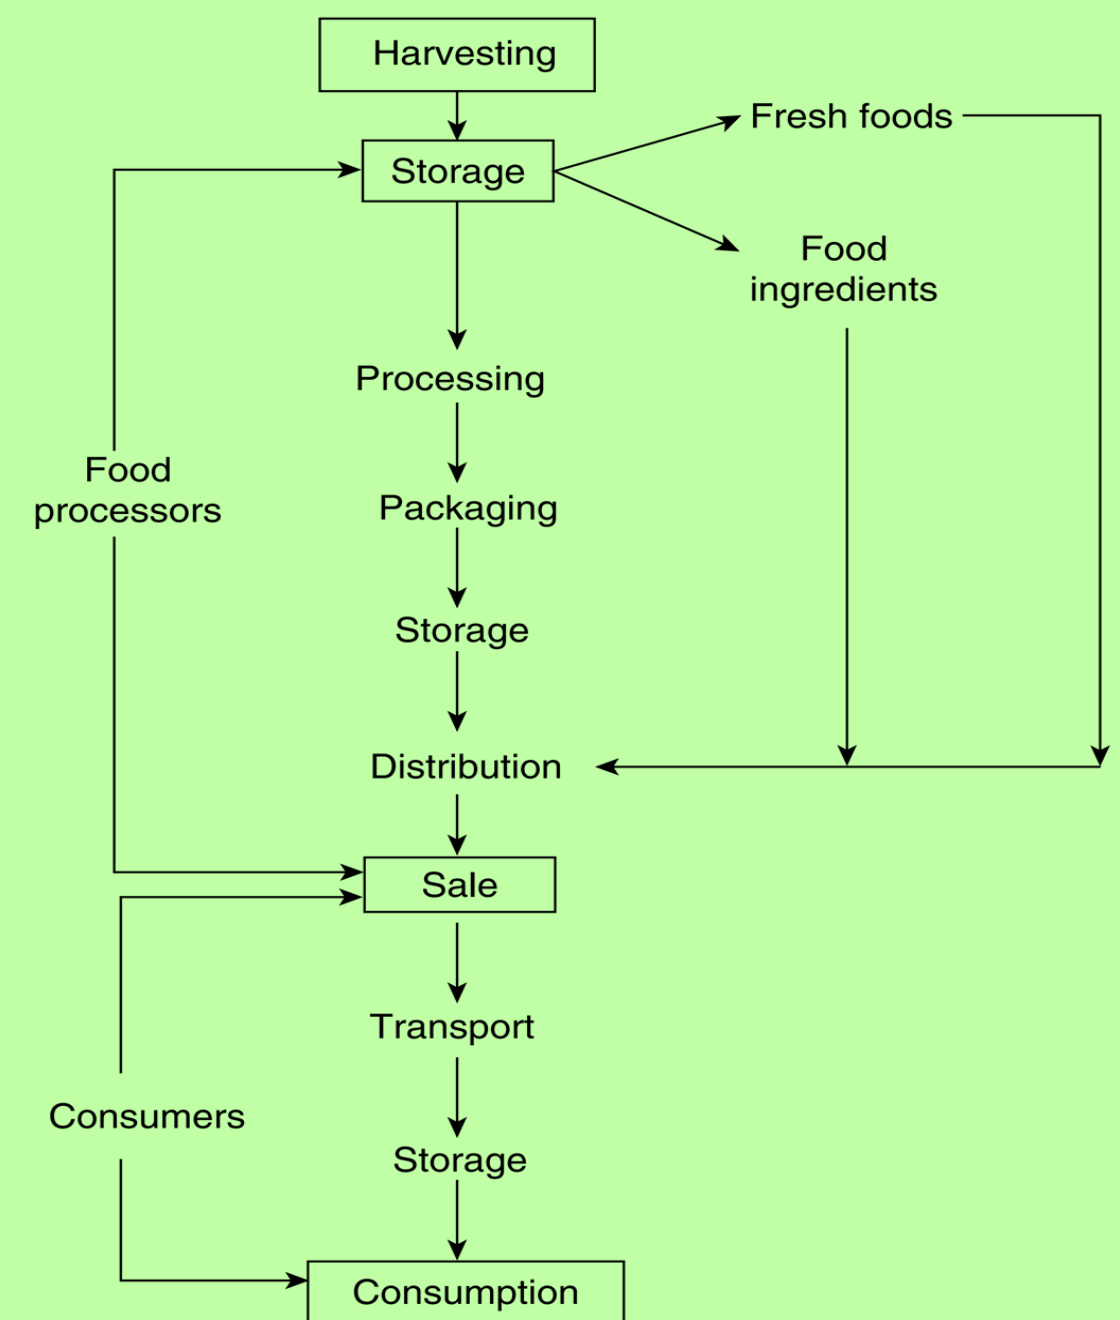 Harvesting
Fresh foods
Storage
Food
ingredients
Processing
Food
processors
Packaging
Storage
Distribution
Sale
Transport
Consumers
Storage
Consumption